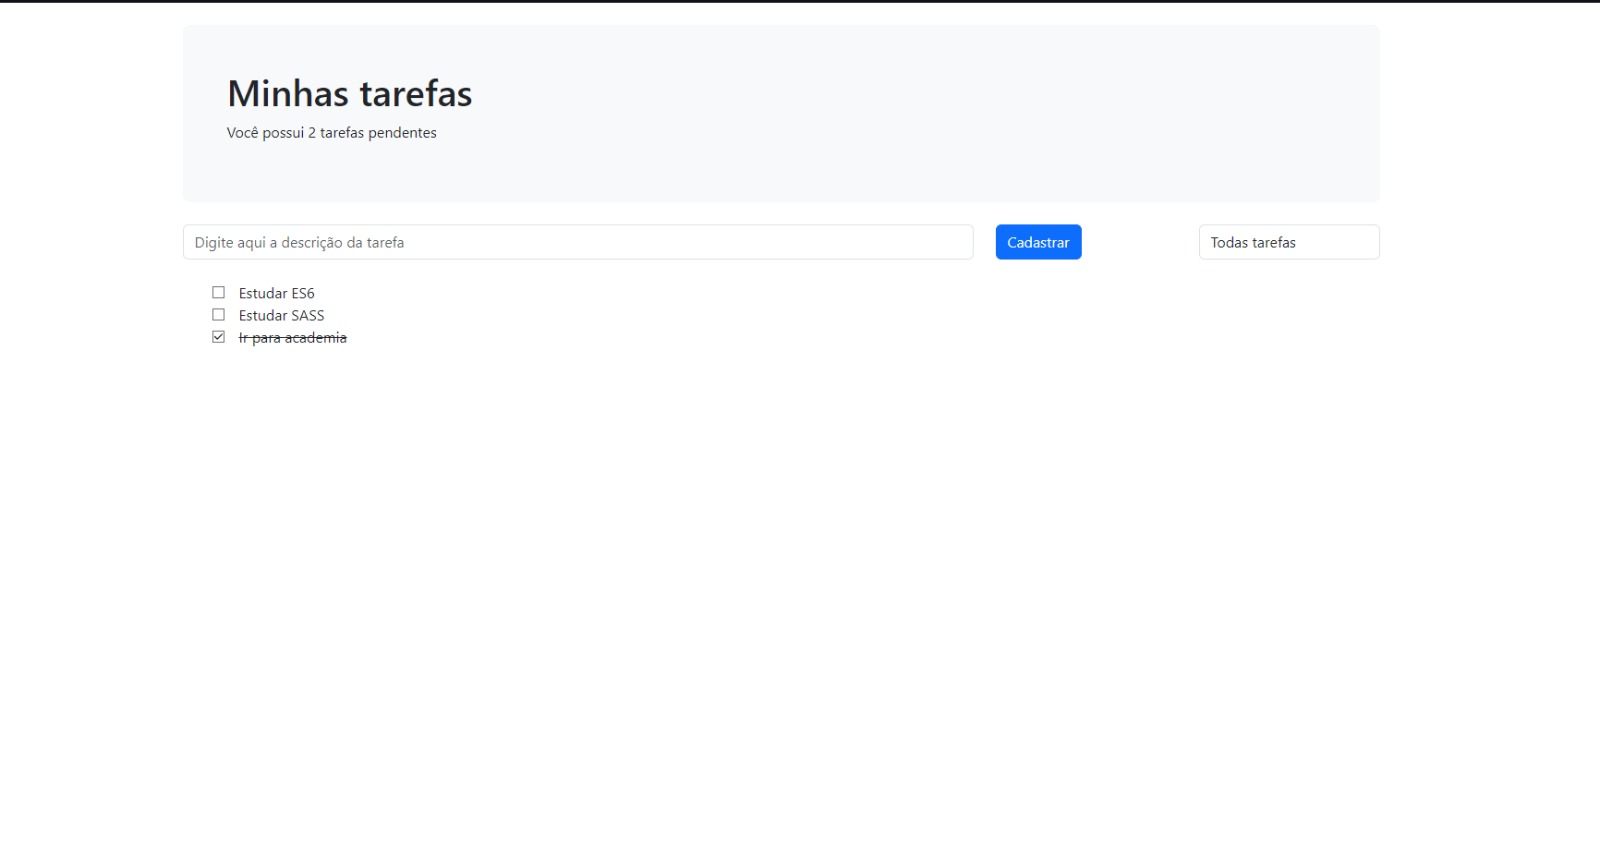 Minhas tarefas
Você possui 2 tarefas pendentes
Digite aqui a descrição da tarefa
Cadastrar
Todas tarefas
Estudar ES6
Estudar SASS
Ir para academia